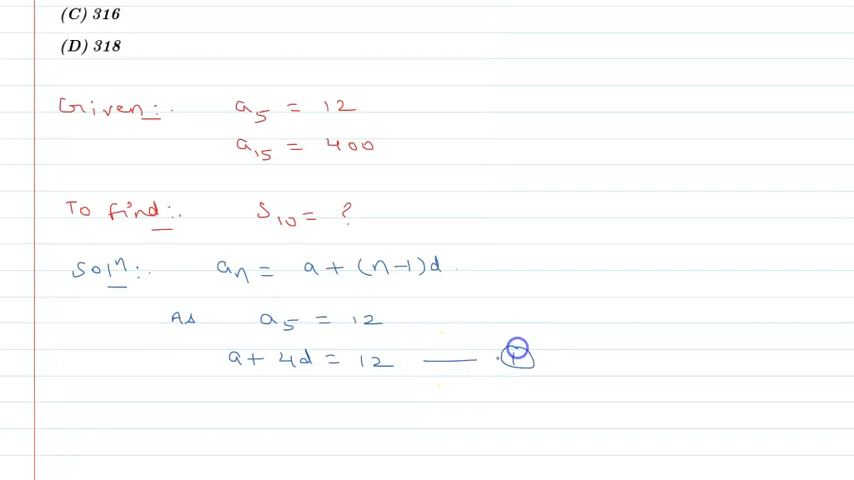 (C) 316
(D) 318
Given :. a₅ = 12
a₁₅ = 400
To find :. S₁₀ = ?
Solⁿ :. aₙ = a + (n-1)d.
As a₅ = 12
a + 4d = 12 —— .①